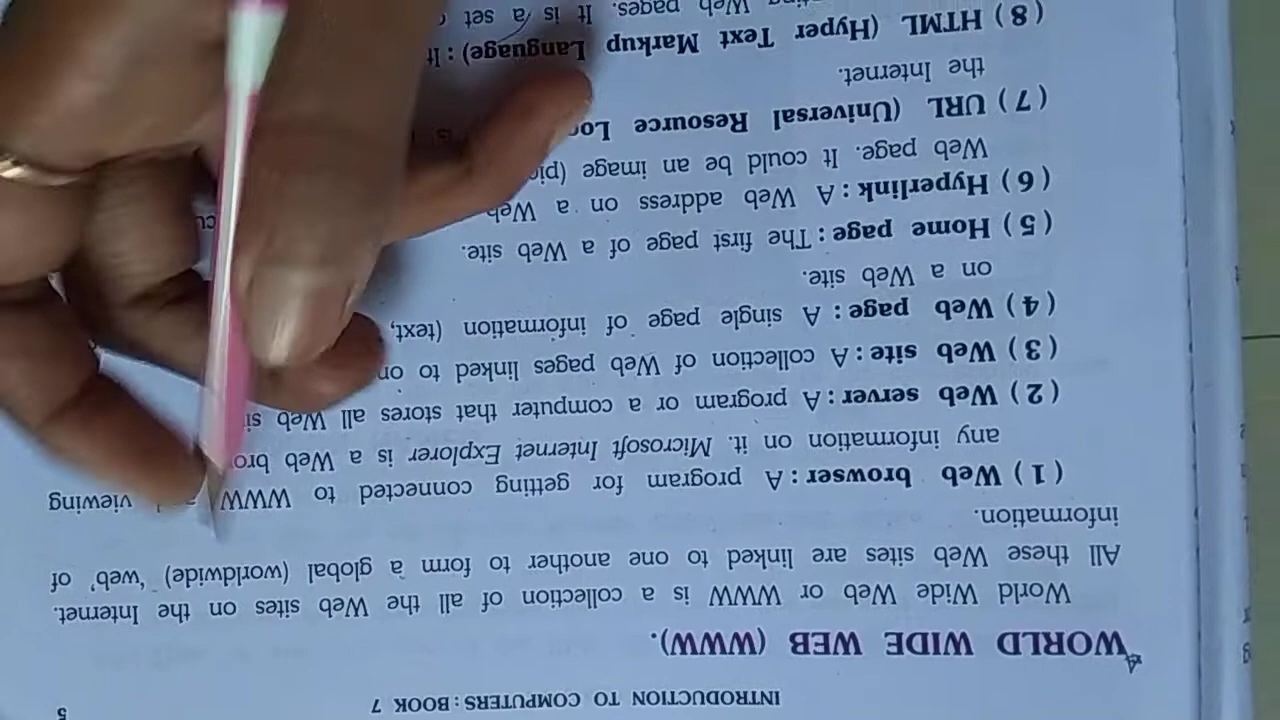 INTRODUCTION TO COMPUTERS : BOOK 7 5
WORLD WIDE WEB (WWW).
World Wide Web or WWW is a collection of all the Web sites on the Internet.
All these Web sites are linked to one another to form a global (worldwide) 'web' of
information.
( 1 ) Web browser : A program for getting connected to WWW viewing
any information on it. Microsoft Internet Explorer is a Web
( 2 ) Web server : A program or a computer that stores all Web
( 3 ) Web site : A collection of Web pages linked to
( 4 ) Web page : A single page of information (text,
on a Web site.
( 5 ) Home page : The first page of a Web site.
( 6 ) Hyperlink : A Web address on a Web
Web page. It could be an image
( 7 ) URL (Universal Resource
the Internet.
( 8 ) HTML (Hyper Text Markup Language) : It
Web pages. It is a set